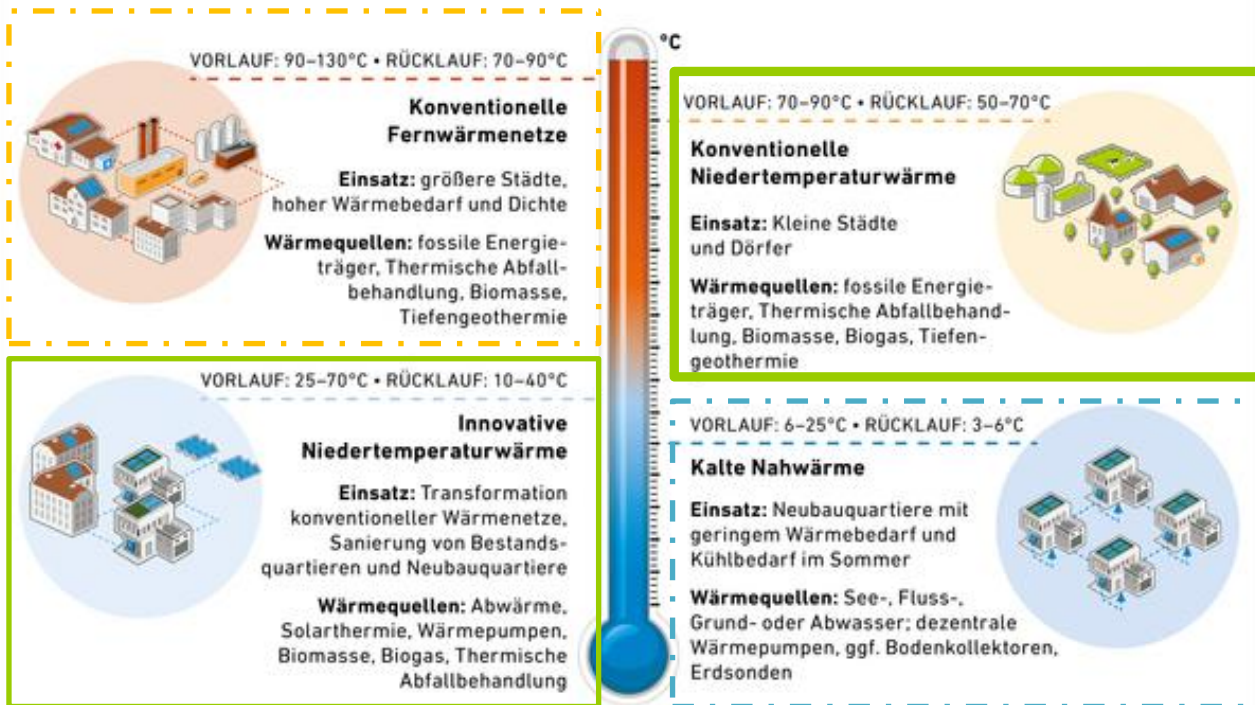 °C
VORLAUF: 90–130°C • RÜCKLAUF: 70–90°C
Konventionelle
Fernwärmenetze
Einsatz: größere Städte,
hoher Wärmebedarf und Dichte
Wärmequellen: fossile Energie-
träger, Thermische Abfall-
behandlung, Biomasse,
Tiefengeothermie
VORLAUF: 70–90°C • RÜCKLAUF: 50–70°C
Konventionelle
Niedertemperaturwärme
Einsatz: Kleine Städte
und Dörfer
Wärmequellen: fossile Energie-
träger, Thermische Abfallbehand-
lung, Biomasse, Biogas, Tiefen-
geothermie
VORLAUF: 25–70°C • RÜCKLAUF: 10–40°C
Innovative
Niedertemperaturwärme
Einsatz: Transformation
konventioneller Wärmenetze,
Sanierung von Bestands-
quartieren und Neubauquartiere
Wärmequellen: Abwärme,
Solarthermie, Wärmepumpen,
Biomasse, Biogas, Thermische
Abfallbehandlung
VORLAUF: 6–25°C • RÜCKLAUF: 3–6°C
Kalte Nahwärme
Einsatz: Neubauquartiere mit
geringem Wärmebedarf und
Kühlbedarf im Sommer
Wärmequellen: See-, Fluss-,
Grund- oder Abwasser; dezentrale
Wärmepumpen, ggf. Bodenkollektoren,
Erdsonden